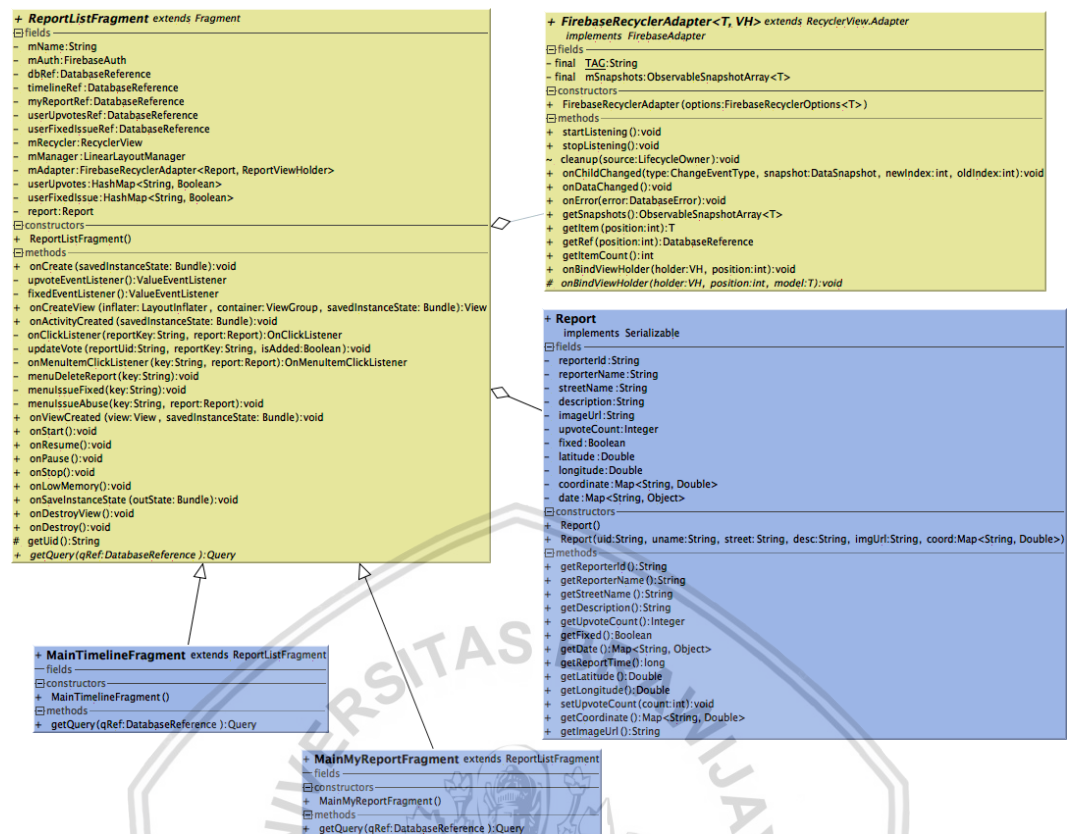 + ReportListFragment extends Fragment
fields
- mName:String
- mAuth:FirebaseAuth
- dbRef:DatabaseReference
- timelineRef:DatabaseReference
- myReportRef:DatabaseReference
- userUpvotesRef:DatabaseReference
- userFixedIssueRef:DatabaseReference
- mRecycler:RecyclerView
- mManager:LinearLayoutManager
- mAdapter:FirebaseRecyclerAdapter<Report, ReportViewHolder>
- userUpvotes:HashMap<String, Boolean>
- userFixedIssue:HashMap<String, Boolean>
- report:Report
constructors
+ ReportListFragment()
methods
+ onCreate(savedInstanceState: Bundle):void
- upvoteEventListener():ValueEventListener
- fixedEventListener():ValueEventListener
+ onCreateView(inflater: LayoutInflater, container:ViewGroup, savedInstanceState: Bundle):View
+ onActivityCreated(savedInstanceState: Bundle):void
- onClickListener(reportKey:String, report:Report):OnClickListener
- updateVote(reportUid:String, reportKey:String, isAdded:Boolean):void
- onMenuItemClickListener(key:String, report:Report):OnMenuItemClickListener
- menuDeleteReport(key:String):void
- menuIssueFixed(key:String):void
- menuIssueAbuse(key:String, report:Report):void
+ onViewCreated(view:View, savedInstanceState: Bundle):void
+ onStart():void
+ onResume():void
+ onPause():void
+ onStop():void
+ onLowMemory():void
+ onSaveInstanceState(outState: Bundle):void
+ onDestroyView():void
+ onDestroy():void
# getUid():String
+ getQuery(qRef:DatabaseReference):Query
+ FirebaseRecyclerAdapter<T, VH> extends RecyclerView.Adapter
implements FirebaseAdapter
fields
- final TAG:String
- final mSnapshots:ObservableSnapshotArray<T>
constructors
+ FirebaseRecyclerAdapter(options:FirebaseRecyclerOptions<T>)
methods
+ startListening():void
+ stopListening():void
~ cleanup(source:LifecycleOwner):void
+ onChildChanged(type:ChangeEventType, snapshot:DataSnapshot, newIndex:int, oldIndex:int):void
+ onDataChanged():void
+ onError(error:DatabaseError):void
+ getSnapshots():ObservableSnapshotArray<T>
+ getItem(position:int):T
+ getRef(position:int):DatabaseReference
+ getItemCount():int
+ onBindViewHolder(holder:VH, position:int):void
# onBindViewHolder(holder:VH, position:int, model:T):void
+ Report
implements Serializable
fields
- reporterId:String
- reporterName:String
- streetName:String
- description:String
- imageUrl:String
- upvoteCount:Integer
- fixed:Boolean
- latitude:Double
- longitude:Double
- coordinate:Map<String, Double>
- date:Map<String, Object>
constructors
+ Report()
+ Report(uid:String, uname:String, street:String, desc:String, imgUrl:String, coord:Map<String, Double>)
methods
+ getReporterId():String
+ getReporterName():String
+ getStreetName():String
+ getDescription():String
+ getUpvoteCount():Integer
+ getFixed():Boolean
+ getDate():Map<String, Object>
+ getReportTime():long
+ getLatitude():Double
+ getLongitude():Double
+ setUpvoteCount(count:int):void
+ getCoordinate():Map<String, Double>
+ getImageUrl():String
+ MainTimelineFragment extends ReportListFragment
fields
constructors
+ MainTimelineFragment()
methods
+ getQuery(qRef:DatabaseReference):Query
+ MainMyReportFragment extends ReportListFragment
fields
constructors
+ MainMyReportFragment()
methods
+ getQuery(qRef:DatabaseReference):Query